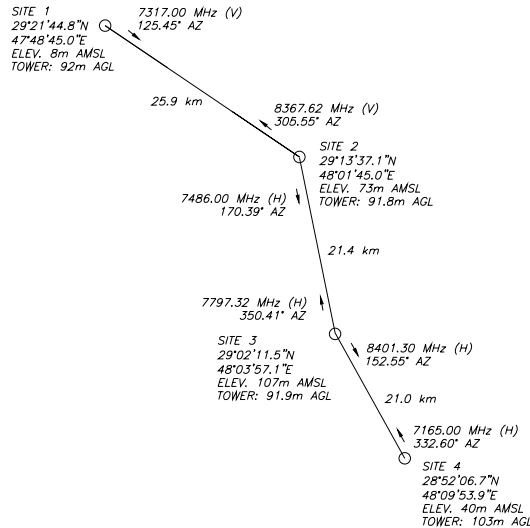 SITE 1
29°21'44.8"N
47°48'45.0"E
ELEV. 8m AMSL
TOWER: 92m AGL
7317.00 MHz (V)
125.45° AZ
25.9 km
8367.62 MHz (V)
305.55° AZ
SITE 2
29°13'37.1"N
48°01'45.0"E
ELEV. 73m AMSL
TOWER: 91.8m AGL
7486.00 MHz (H)
170.39° AZ
21.4 km
7797.32 MHz (H)
350.41° AZ
SITE 3
29°02'11.5"N
48°03'57.1"E
ELEV. 107m AMSL
TOWER: 91.9m AGL
8401.30 MHz (H)
152.55° AZ
21.0 km
7165.00 MHz (H)
332.60° AZ
SITE 4
28°52'06.7"N
48°09'53.9"E
ELEV. 40m AMSL
TOWER: 103m AGL